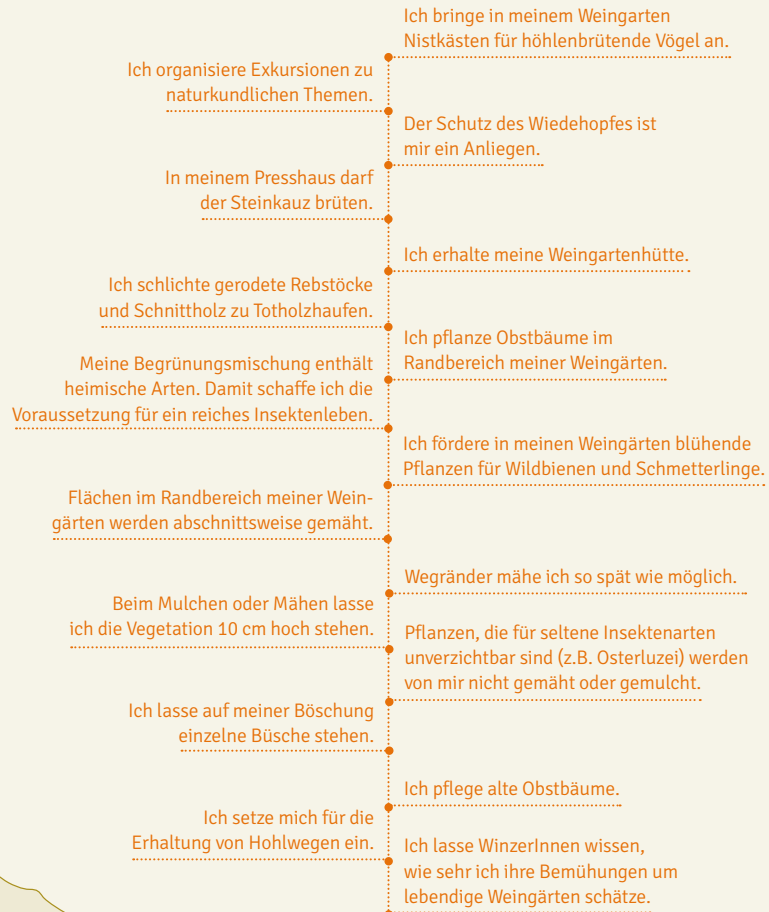 Ich bringe in meinem Weingarten
Nistkästen für höhlenbrütende Vögel an.
Ich organisiere Exkursionen zu
naturkundlichen Themen.
Der Schutz des Wiedehopfes ist
mir ein Anliegen.
In meinem Presshaus darf
der Steinkauz brüten.
Ich erhalte meine Weingartenhütte.
Ich schlichte gerodete Rebstöcke
und Schnittholz zu Totholzhaufen.
Ich pflanze Obstbäume im
Randbereich meiner Weingärten.
Meine Begrünungsmischung enthält
heimische Arten. Damit schaffe ich die
Voraussetzung für ein reiches Insektenleben.
Ich fördere in meinen Weingärten blühende
Pflanzen für Wildbienen und Schmetterlinge.
Flächen im Randbereich meiner Wein-
gärten werden abschnittsweise gemäht.
Wegränder mähe ich so spät wie möglich.
Beim Mulchen oder Mähen lasse
ich die Vegetation 10 cm hoch stehen.
Pflanzen, die für seltene Insektenarten
unverzichtbar sind (z.B. Osterluzei) werden
von mir nicht gemäht oder gemulcht.
Ich lasse auf meiner Böschung
einzelne Büsche stehen.
Ich pflege alte Obstbäume.
Ich setze mich für die
Erhaltung von Hohlwegen ein.
Ich lasse WinzerInnen wissen,
wie sehr ich ihre Bemühungen um
lebendige Weingärten schätze.